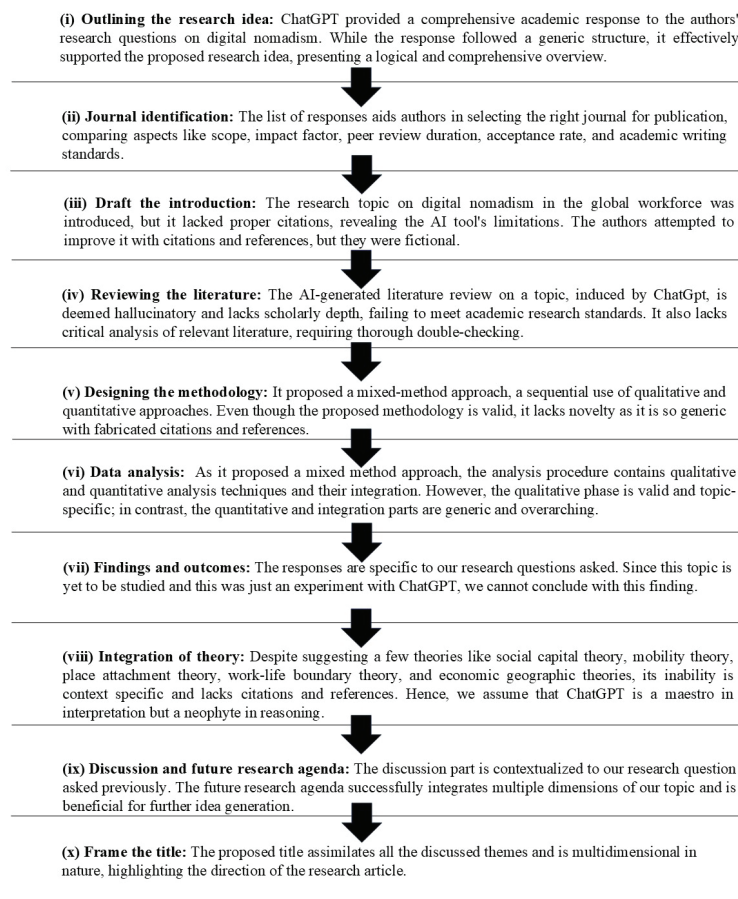 (i) Outlining the research idea: ChatGPT provided a comprehensive academic response to the authors'
research questions on digital nomadism. While the response followed a generic structure, it effectively
supported the proposed research idea, presenting a logical and comprehensive overview.
(ii) Journal identification: The list of responses aids authors in selecting the right journal for publication,
comparing aspects like scope, impact factor, peer review duration, acceptance rate, and academic writing
standards.
(iii) Draft the introduction: The research topic on digital nomadism in the global workforce was
introduced, but it lacked proper citations, revealing the AI tool's limitations. The authors attempted to
improve it with citations and references, but they were fictional.
(iv) Reviewing the literature: The AI-generated literature review on a topic, induced by ChatGpt, is
deemed hallucinatory and lacks scholarly depth, failing to meet academic research standards. It also lacks
critical analysis of relevant literature, requiring thorough double-checking.
(v) Designing the methodology: It proposed a mixed-method approach, a sequential use of qualitative and
quantitative approaches. Even though the proposed methodology is valid, it lacks novelty as it is so generic
with fabricated citations and references.
(vi) Data analysis: As it proposed a mixed method approach, the analysis procedure contains qualitative
and quantitative analysis techniques and their integration. However, the qualitative phase is valid and topic-
specific; in contrast, the quantitative and integration parts are generic and overarching.
(vii) Findings and outcomes: The responses are specific to our research questions asked. Since this topic is
yet to be studied and this was just an experiment with ChatGPT, we cannot conclude with this finding.
(viii) Integration of theory: Despite suggesting a few theories like social capital theory, mobility theory,
place attachment theory, work-life boundary theory, and economic geographic theories, its inability is
context specific and lacks citations and references. Hence, we assume that ChatGPT is a maestro in
interpretation but a neophyte in reasoning.
(ix) Discussion and future research agenda: The discussion part is contextualized to our research question
asked previously. The future research agenda successfully integrates multiple dimensions of our topic and is
beneficial for further idea generation.
(x) Frame the title: The proposed title assimilates all the discussed themes and is multidimensional in
nature, highlighting the direction of the research article.